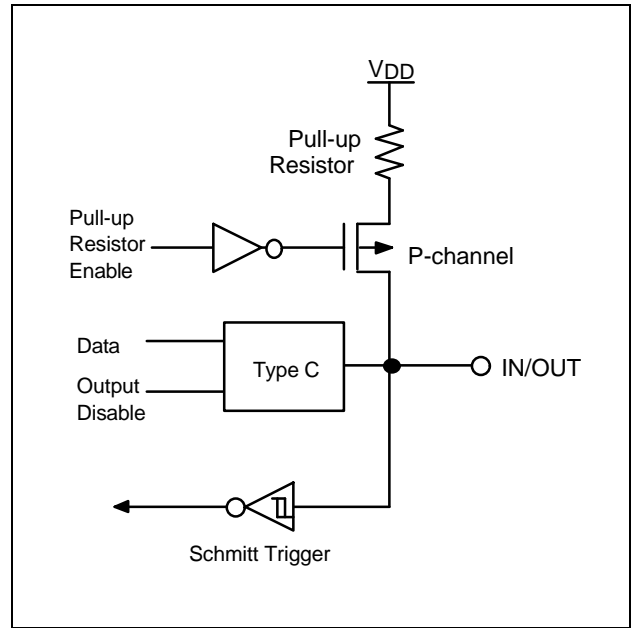 VDD
Pull-up
Resistor
Pull-up
Resistor
Enable
P-channel
Data
Output
Disable
Type C
IN/OUT
Schmitt Trigger